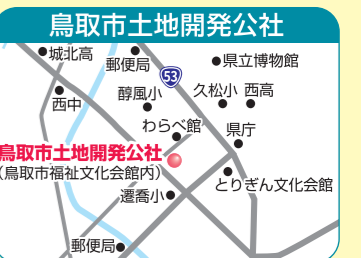 鳥取市土地開発公社
城北高
郵便局
県立博物館
53
西中
醇風小
久松小
西高
わらべ館
県庁
鳥取市土地開発公社
(鳥取市福祉文化会館内)
とりぎん文化会館
遷喬小
郵便局